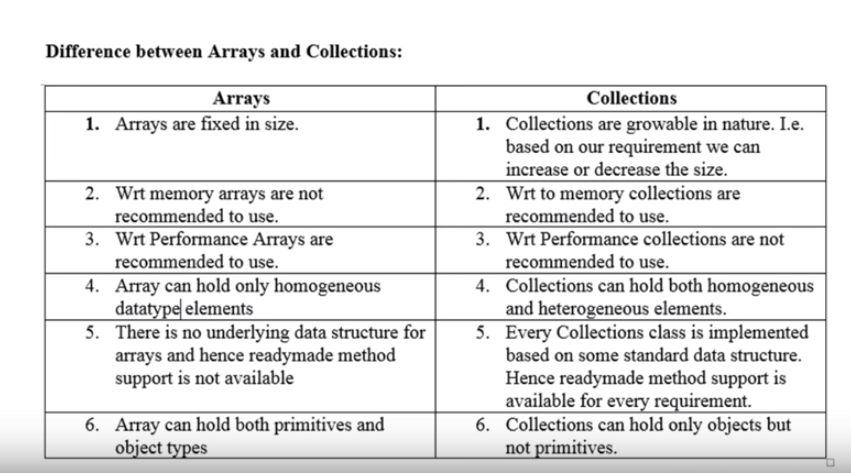 Difference between Arrays and Collections:
Arrays
Collections
1. Arrays are fixed in size.
1. Collections are growable in nature. I.e.
based on our requirement we can
increase or decrease the size.
2. Wrt memory arrays are not
recommended to use.
2. Wrt to memory collections are
recommended to use.
3. Wrt Performance Arrays are
recommended to use.
3. Wrt Performance collections are not
recommended to use.
4. Array can hold only homogeneous
datatype elements
4. Collections can hold both homogeneous
and heterogeneous elements.
5. There is no underlying data structure for
arrays and hence readymade method
support is not available
5. Every Collections class is implemented
based on some standard data structure.
Hence readymade method support is
available for every requirement.
6. Array can hold both primitives and
object types
6. Collections can hold only objects but
not primitives.